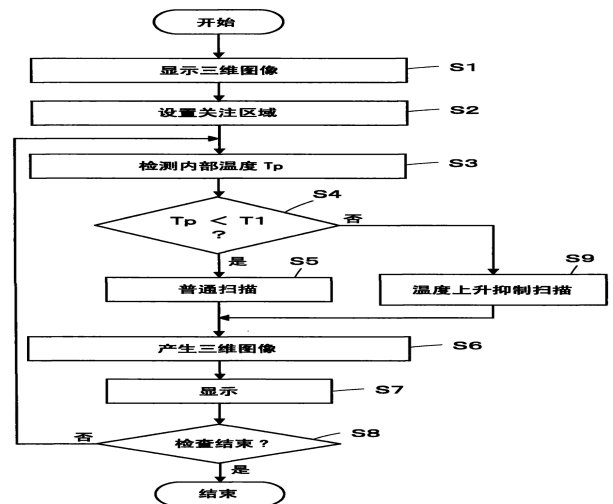 开始
显示三维图像
S1
设置关注区域
S2
检测内部温度 Tp
S3
S4
Tp < T1
?
否
是
S5
普通扫描
S9
温度上升抑制扫描
产生三维图像
S6
显示
S7
否
检查结束？
S8
是
结束